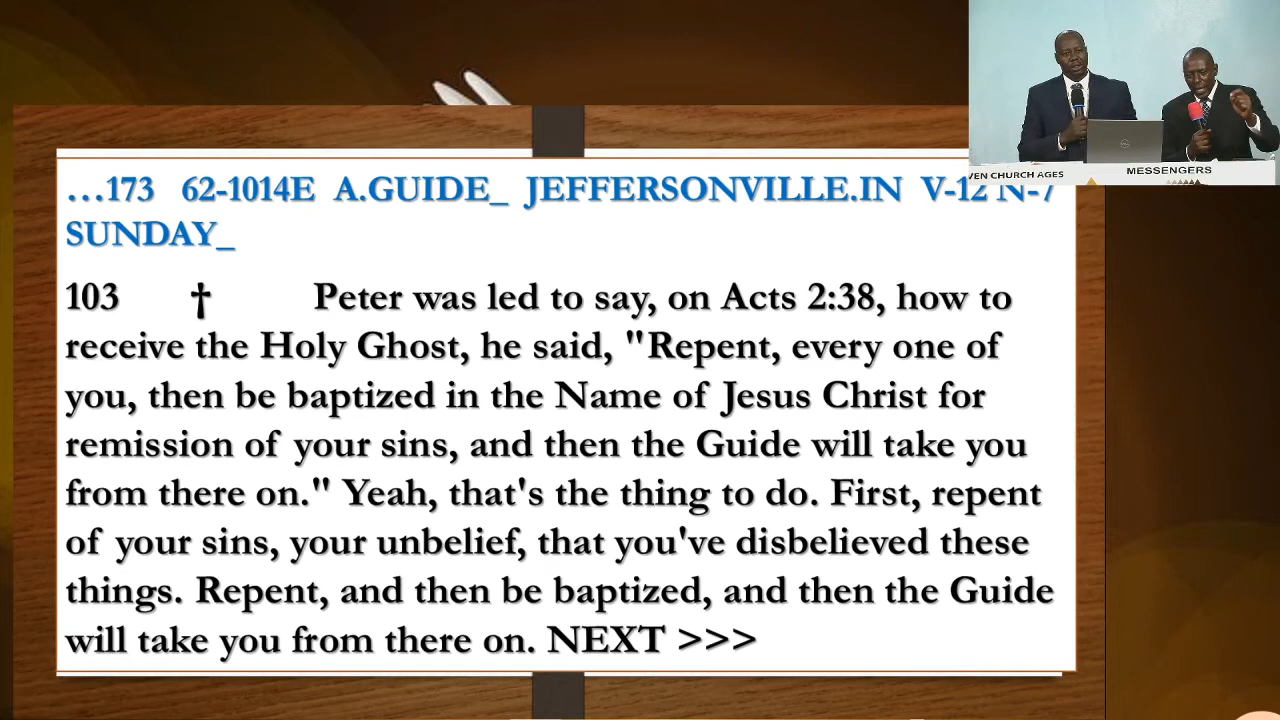 …173 62-1014E A.GUIDE_ JEFFERSONVILLE.IN V-12 N-7
SUNDAY_
103 † Peter was led to say, on Acts 2:38, how to
receive the Holy Ghost, he said, "Repent, every one of
you, then be baptized in the Name of Jesus Christ for
remission of your sins, and then the Guide will take you
from there on." Yeah, that's the thing to do. First, repent
of your sins, your unbelief, that you've disbelieved these
things. Repent, and then be baptized, and then the Guide
will take you from there on. NEXT >>>
VEN CHURCH AGES
MESSENGERS